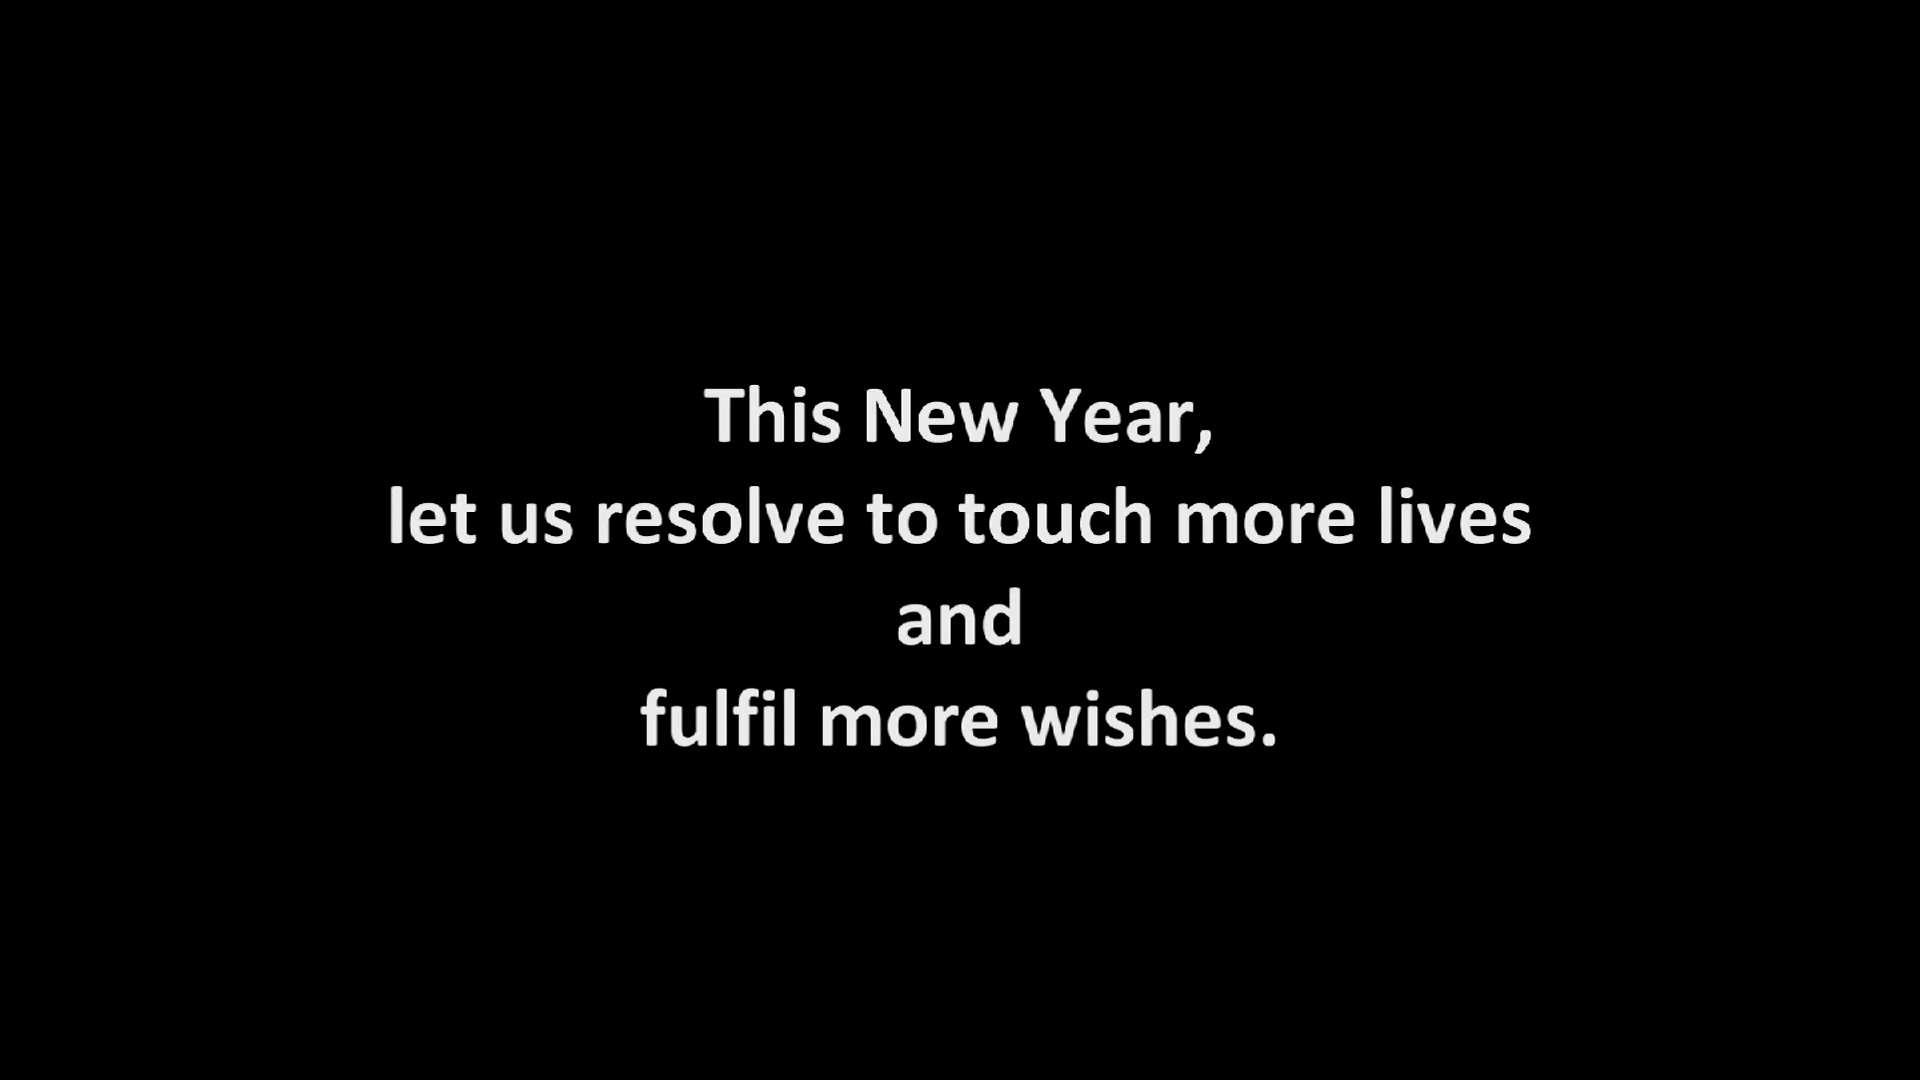 This New Year,
let us resolve to touch more lives
and
fulfil more wishes.